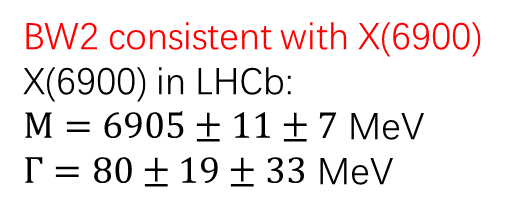 BW2 consistent with X(6900)
X(6900) in LHCb:
M = 6905 ± 11 ± 7 MeV
Γ = 80 ± 19 ± 33 MeV